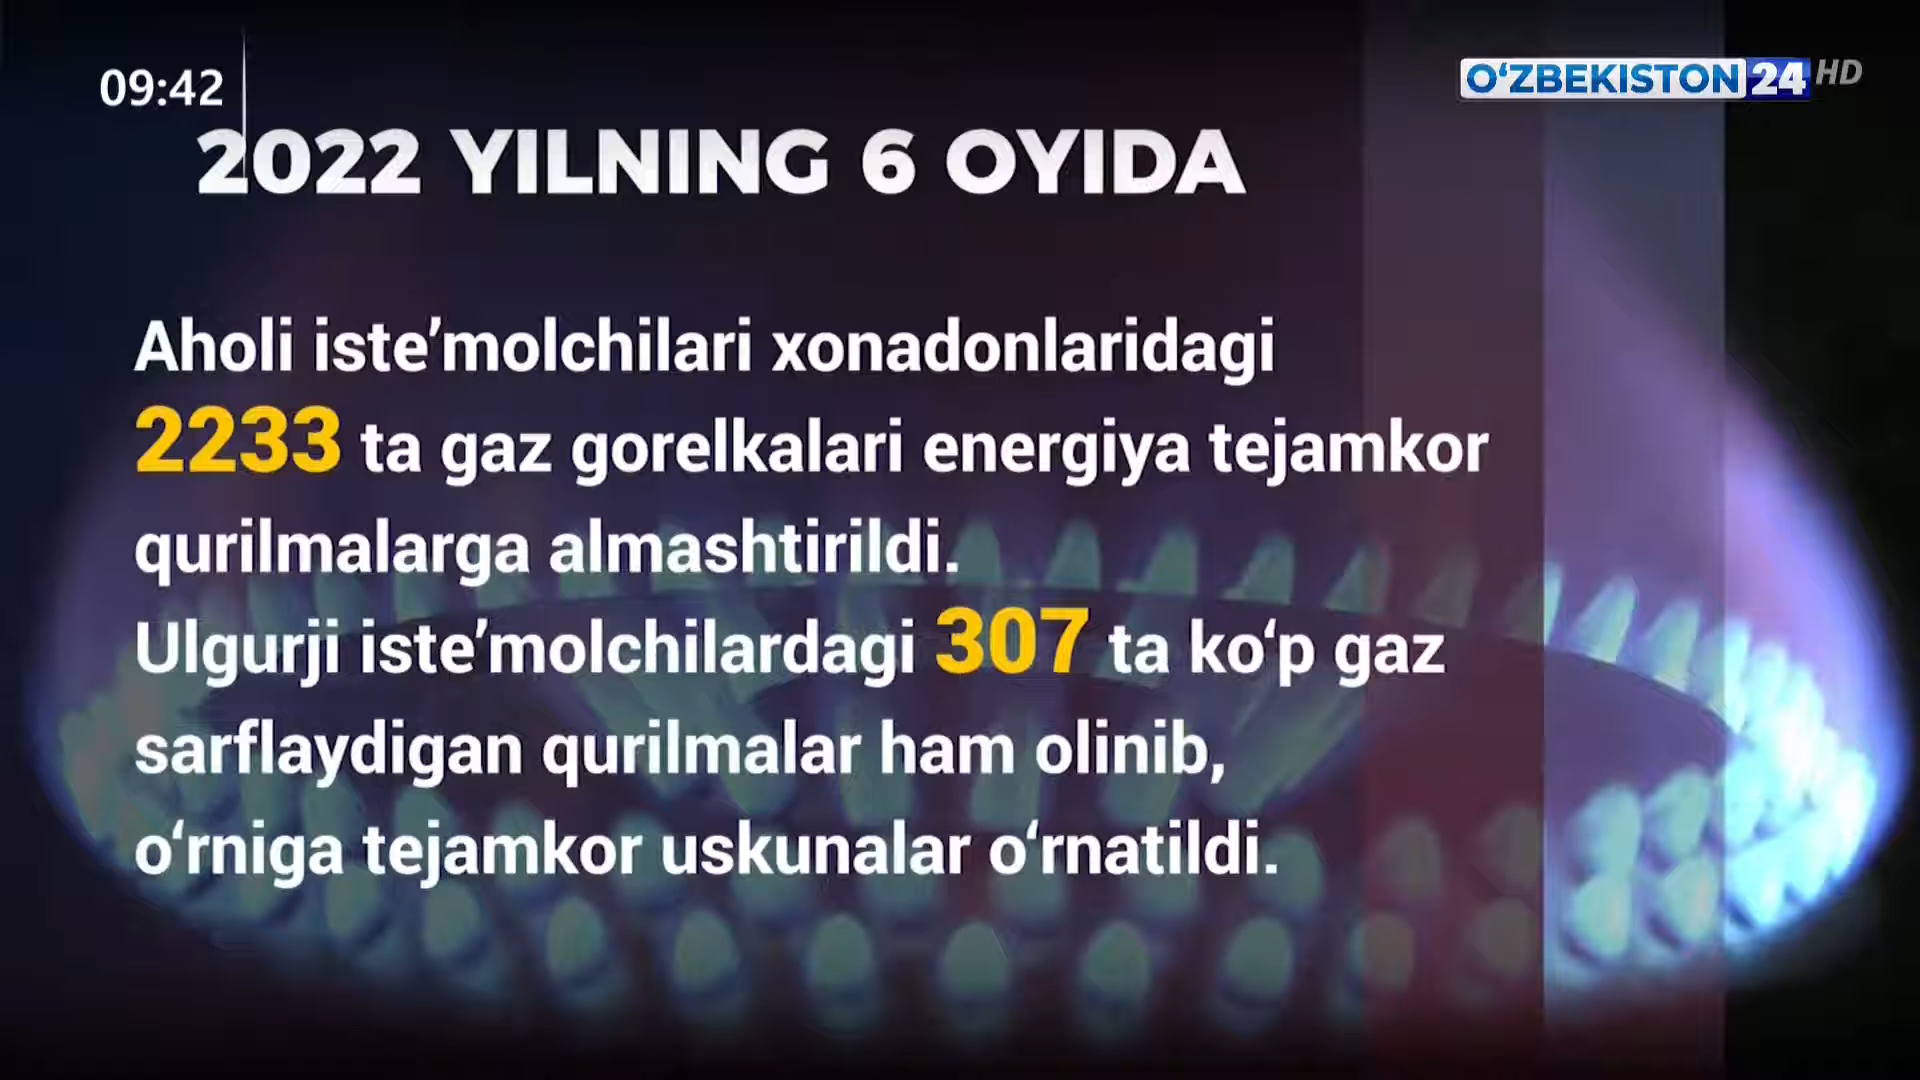 09:42
O‘ZBEKISTON 24 HD
2022 YILNING 6 OYIDA
Aholi iste’molchilari xonadonlaridagi
2233 ta gaz gorelkalari energiya tejamkor
qurilmalarga almashtirildi.
Ulgurji iste’molchilardagi 307 ta ko‘p gaz
sarflaydigan qurilmalar ham olinib,
o‘rniga tejamkor uskunalar o‘rnatildi.